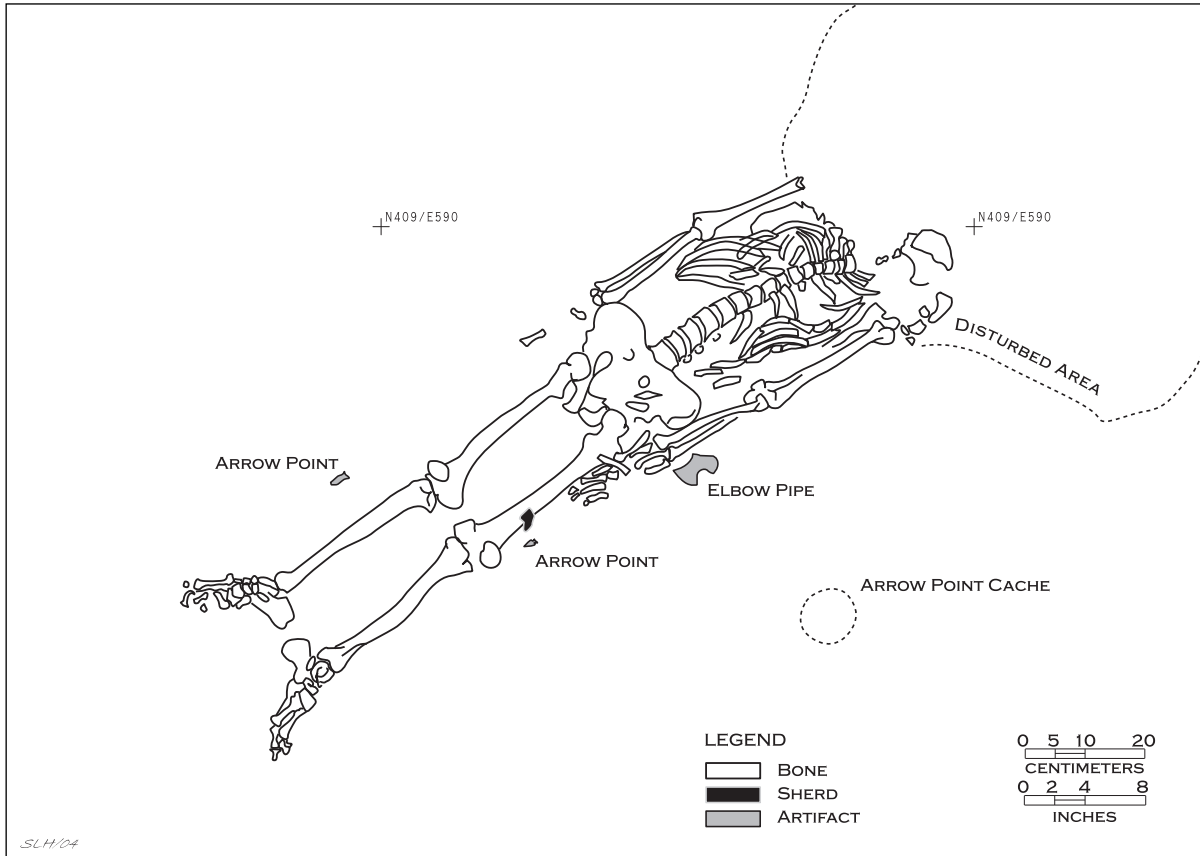 N409/E590
N409/E590
DISTURBED AREA
ARROW POINT
ELBOW PIPE
ARROW POINT
ARROW POINT CACHE
LEGEND
BONE
SHERD
ARTIFACT
0 5 10 20
CENTIMETERS
0 2 4 8
INCHES
SLH/04